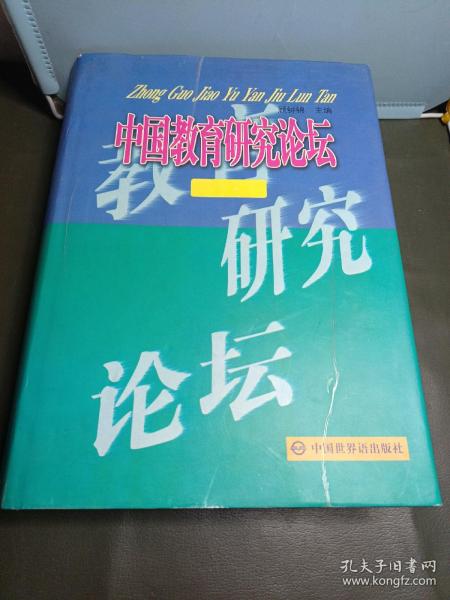 Zhong Guo Jiao Yu Yan Jiu Lun Tan
主编
中国教育研究论坛
教育
研究
论坛
中国世界语出版社
孔夫子旧书网
www.kongfz.com